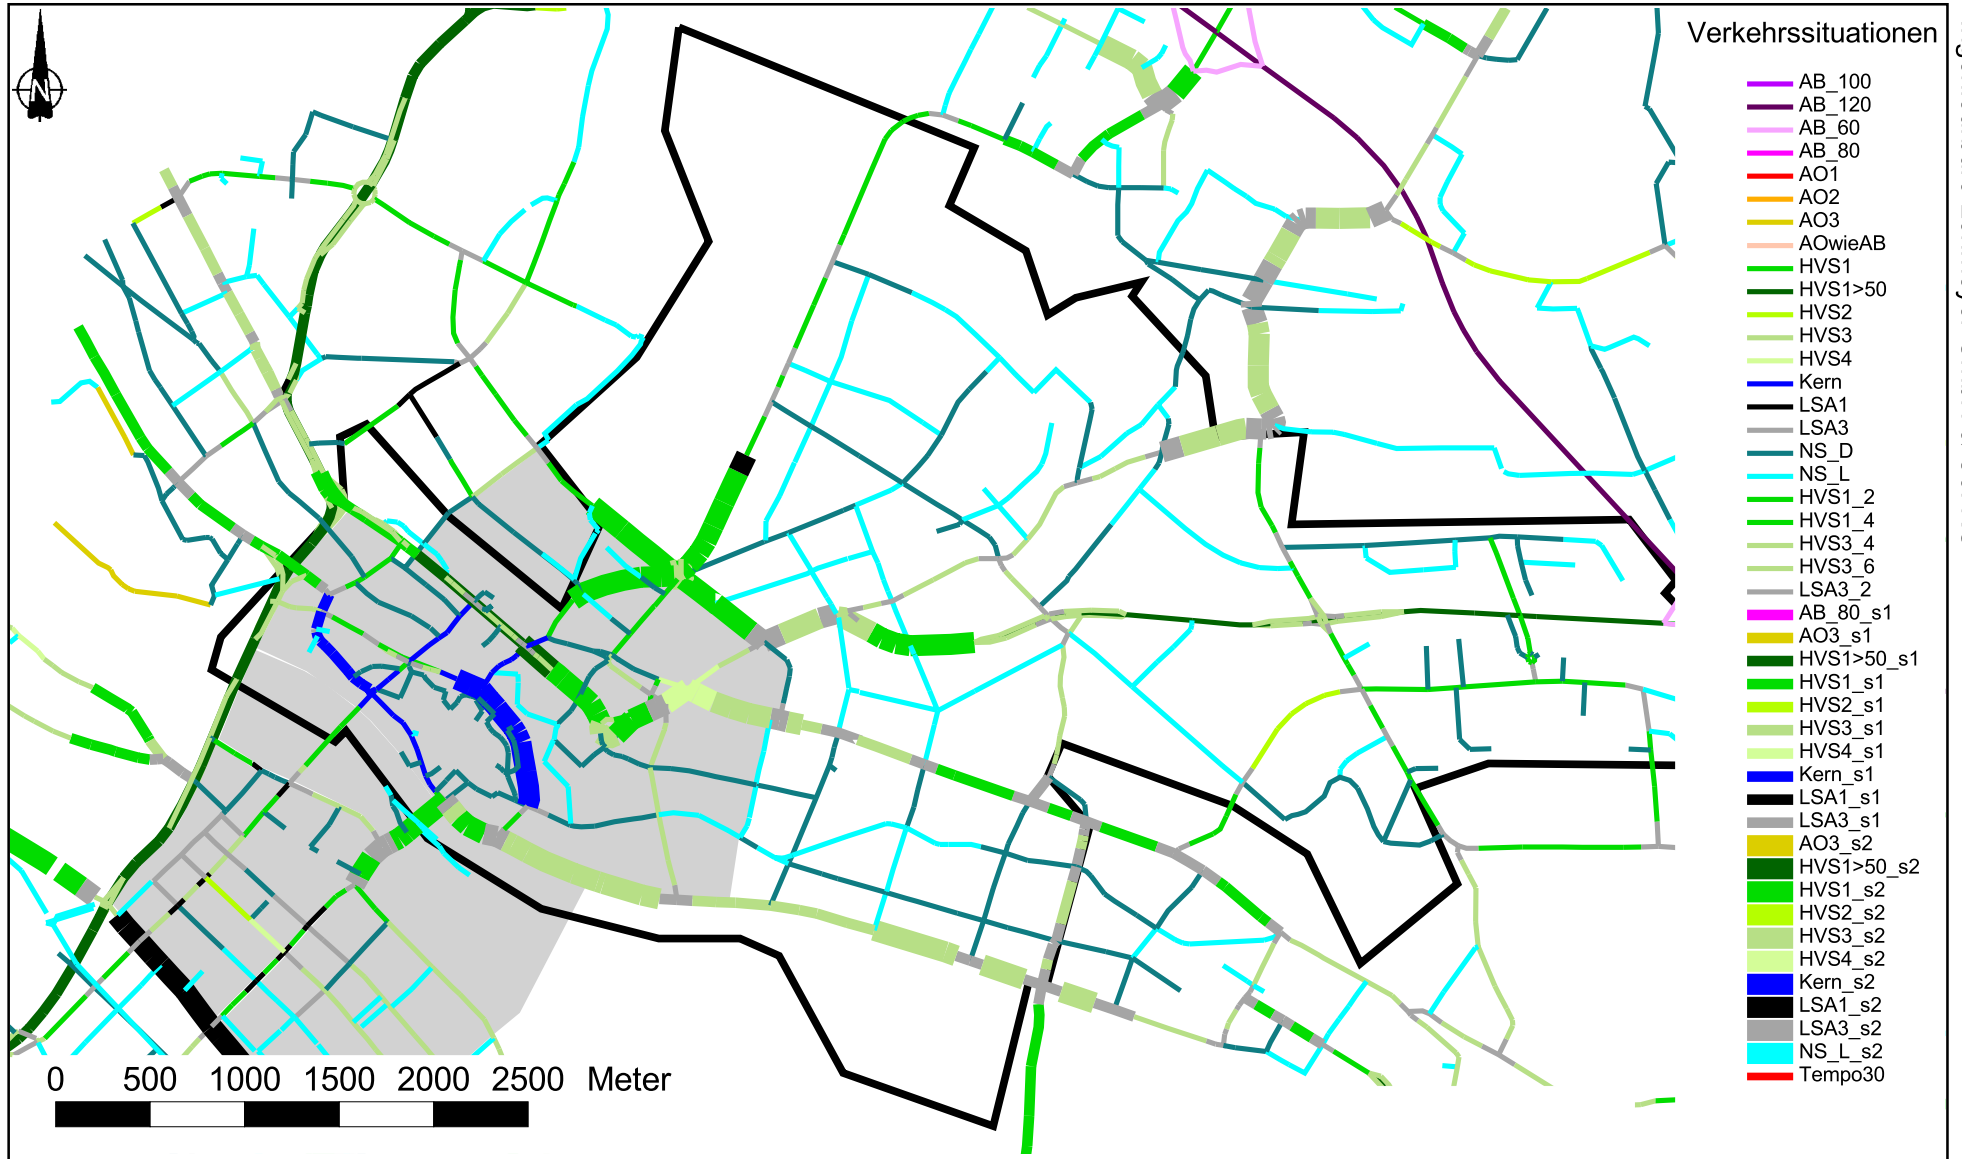 Verkehrssituationen
N
AB_100
AB_120
AB_60
AB_80
AO1
AO2
AO3
AOwieAB
HVS1
HVS1>50
HVS2
HVS3
HVS4
Kern
LSA1
LSA3
NS_D
NS_L
HVS1_2
HVS1_4
HVS3_4
HVS3_6
LSA3_2
AB_80_s1
AO3_s1
HVS1>50_s1
HVS1_s1
HVS2_s1
HVS3_s1
HVS4_s1
Kern_s1
LSA1_s1
LSA3_s1
AO3_s2
HVS1>50_s2
HVS1_s2
HVS2_s2
HVS3_s2
HVS4_s2
Kern_s2
LSA1_s2
LSA3_s2
NS_L_s2
Tempo30
0 500 1000 1500 2000 2500 Meter